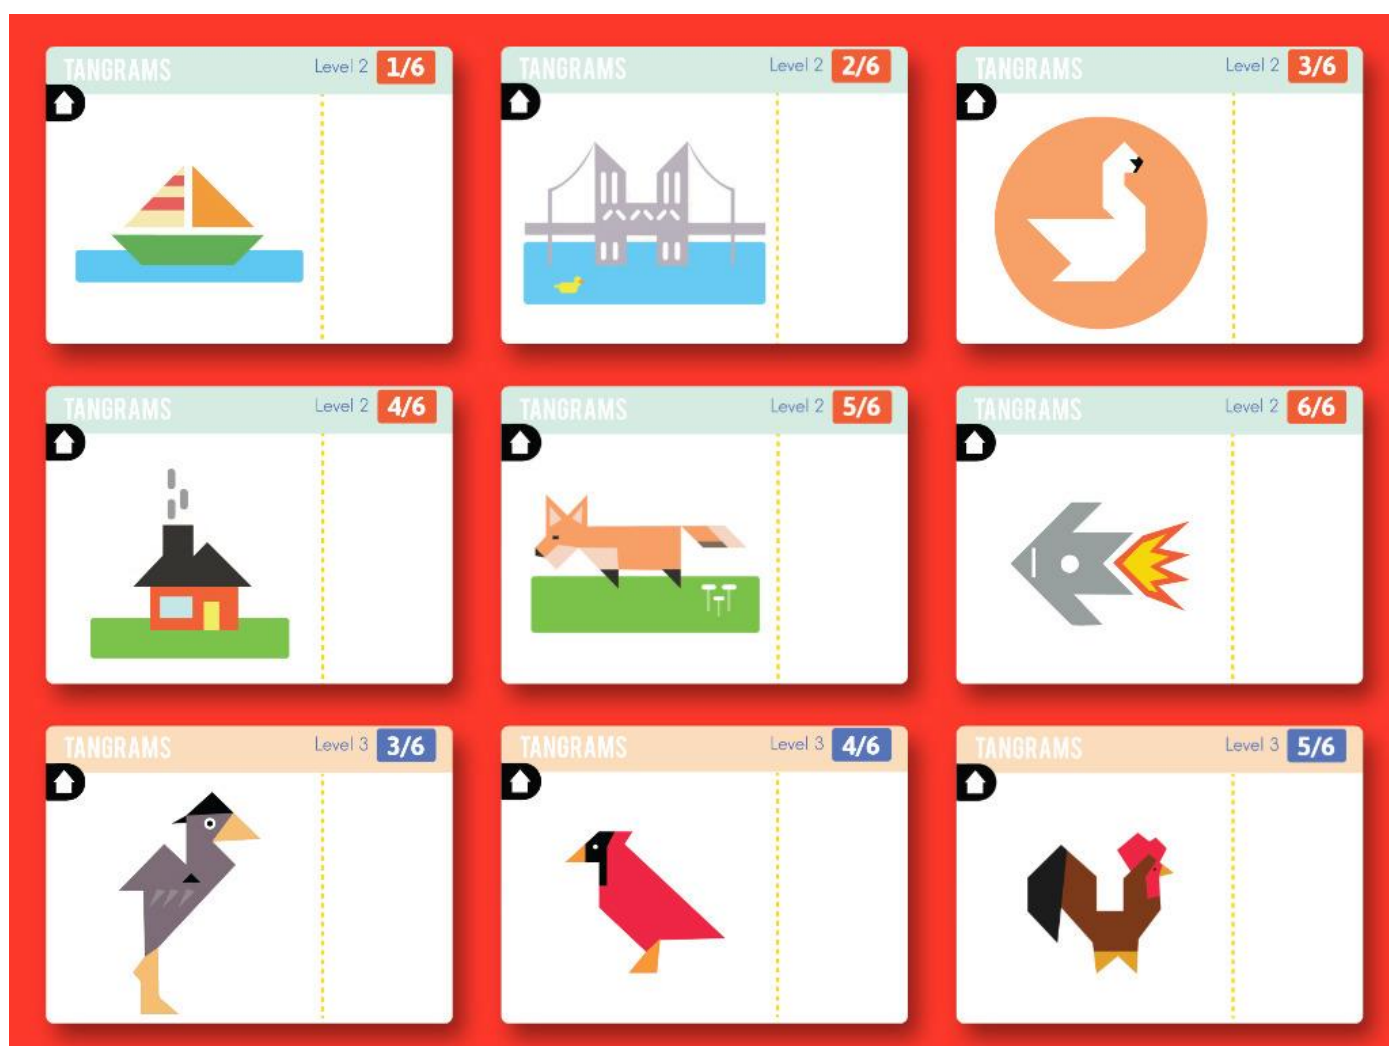 TANGRAMS Level 2 1/6
TANGRAMS Level 2 2/6
TANGRAMS Level 2 3/6
TANGRAMS Level 2 4/6
TANGRAMS Level 2 5/6
TANGRAMS Level 2 6/6
TANGRAMS Level 3 3/6
TANGRAMS Level 3 4/6
TANGRAMS Level 3 5/6